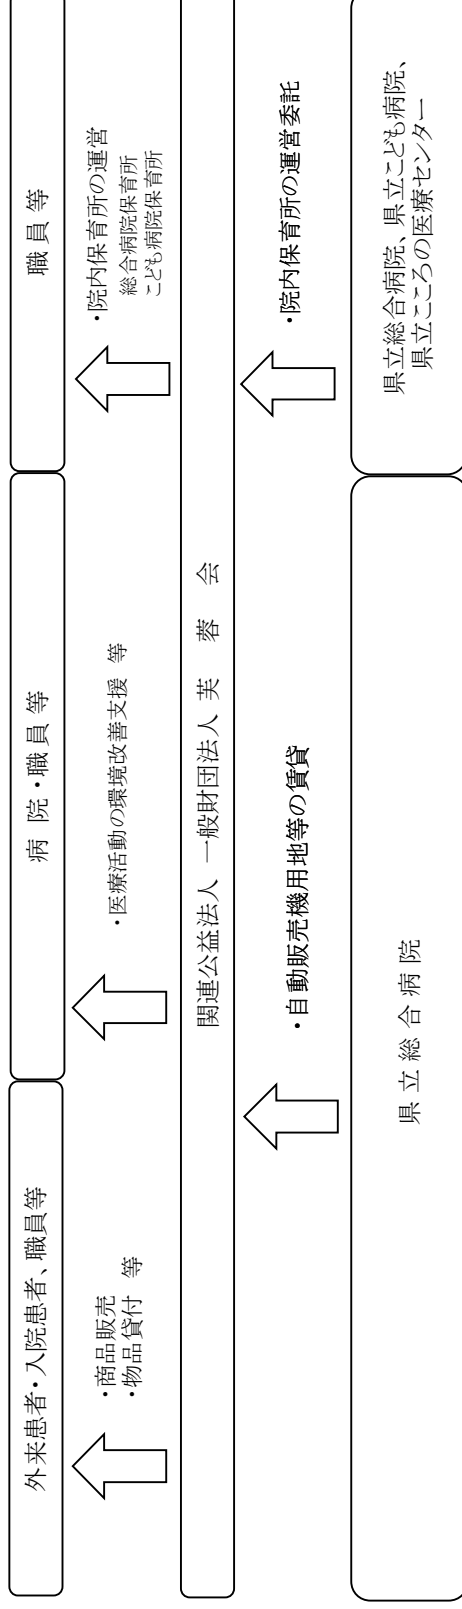 外来患者・入院患者、職員等
病 院・職 員 等
職 員 等
・商品販売
・物品貸付 等
・医療活動の環境改善支援 等
・院内保育所の運営
総合病院保育所
こども病院保育所
関連公益法人 一般財団法人 芙 蓉 会
・自動販売機用地等の賃貸
・院内保育所の運営委託
県 立 総 合 病 院
県立総合病院、県立こども病院、
県立こころの医療センター